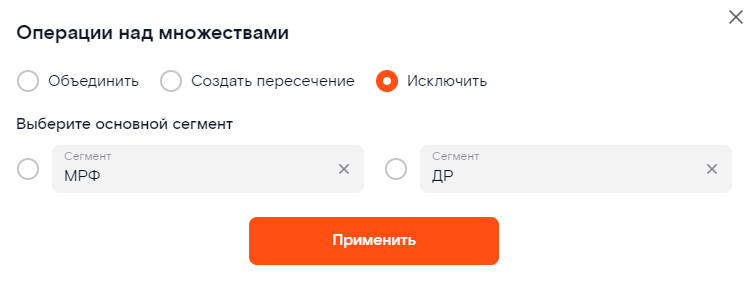 Операции над множествами
Объединить Создать пересечение Исключить
Выберите основной сегмент
Сегмент Сегмент
МРФ ДР
Применить